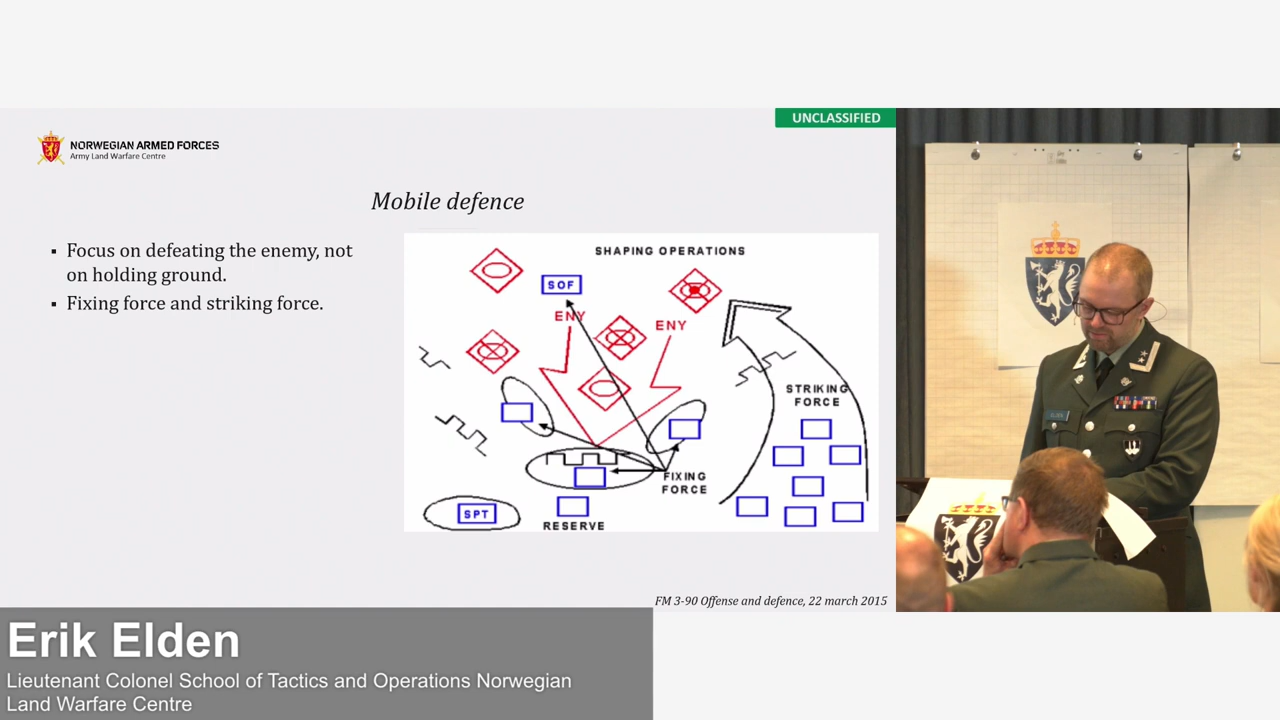 UNCLASSIFIED
NORWEGIAN ARMED FORCES
Army Land Warfare Centre
Mobile defence
▪ Focus on defeating the enemy, not
on holding ground.
▪ Fixing force and striking force.
SHAPING OPERATIONS
SOF
ENY
ENY
STRIKING
FORCE
FIXING
FORCE
SPT
RESERVE
FM 3-90 Offense and defence, 22 march 2015
ELDEN
Erik Elden
Lieutenant Colonel School of Tactics and Operations Norwegian
Land Warfare Centre